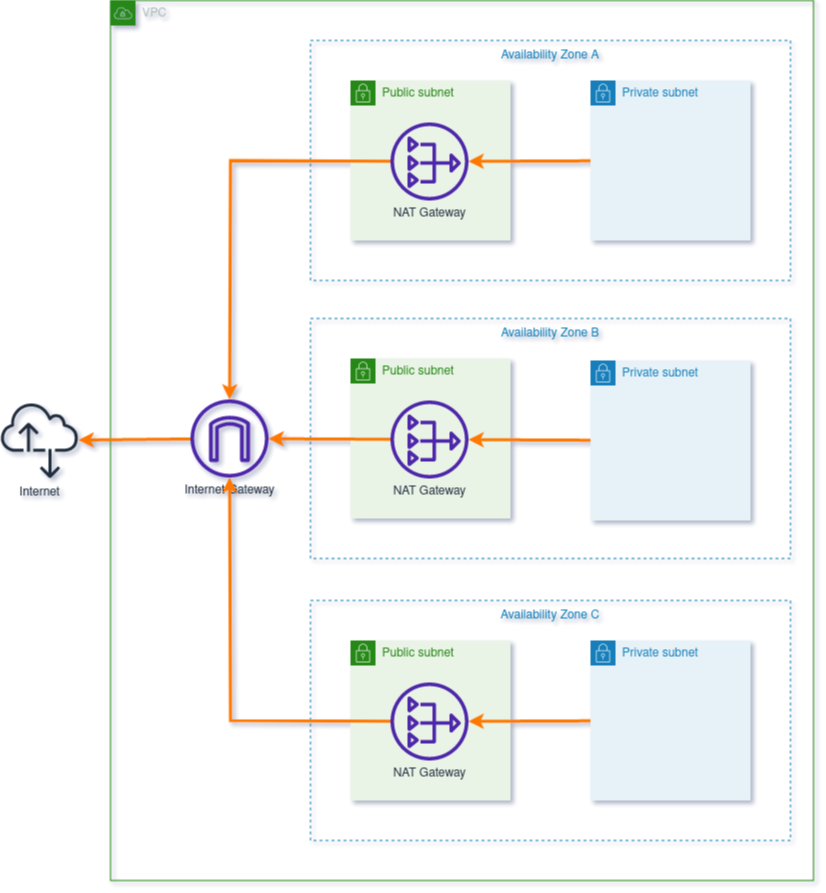 VPC
Availability Zone A
Public subnet
Private subnet
NAT Gateway
Availability Zone B
Public subnet
Private subnet
NAT Gateway
Internet
Internet Gateway
Availability Zone C
Public subnet
Private subnet
NAT Gateway